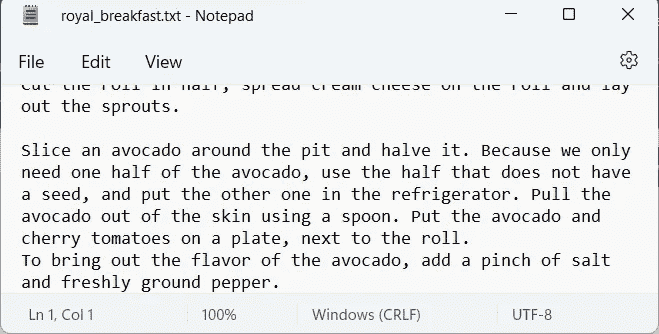 royal_breakfast.txt - Notepad
File Edit View
Cut the roll in half, spread cream cheese on the roll and lay
out the sprouts.
Slice an avocado around the pit and halve it. Because we only
need one half of the avocado, use the half that does not have
a seed, and put the other one in the refrigerator. Pull the
avocado out of the skin using a spoon. Put the avocado and
cherry tomatoes on a plate, next to the roll.
To bring out the flavor of the avocado, add a pinch of salt
and freshly ground pepper.
Ln 1, Col 1 100% Windows (CRLF) UTF-8